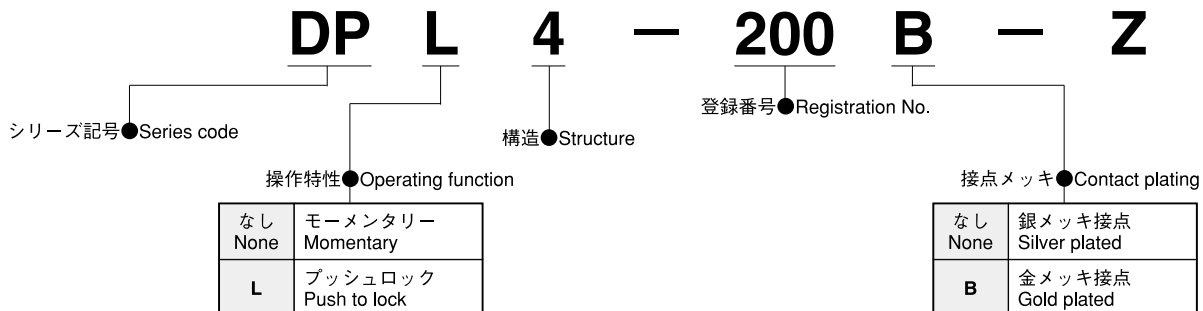 DP L 4 － 200 B － Z
登録番号●Registration No.
シリーズ記号●Series code
構造●Structure
操作特性●Operating function
接点メッキ●Contact plating
なし モーメンタリー
None Momentary
L プッシュロック
Push to lock
なし 銀メッキ接点
None Silver plated
B 金メッキ接点
Gold plated